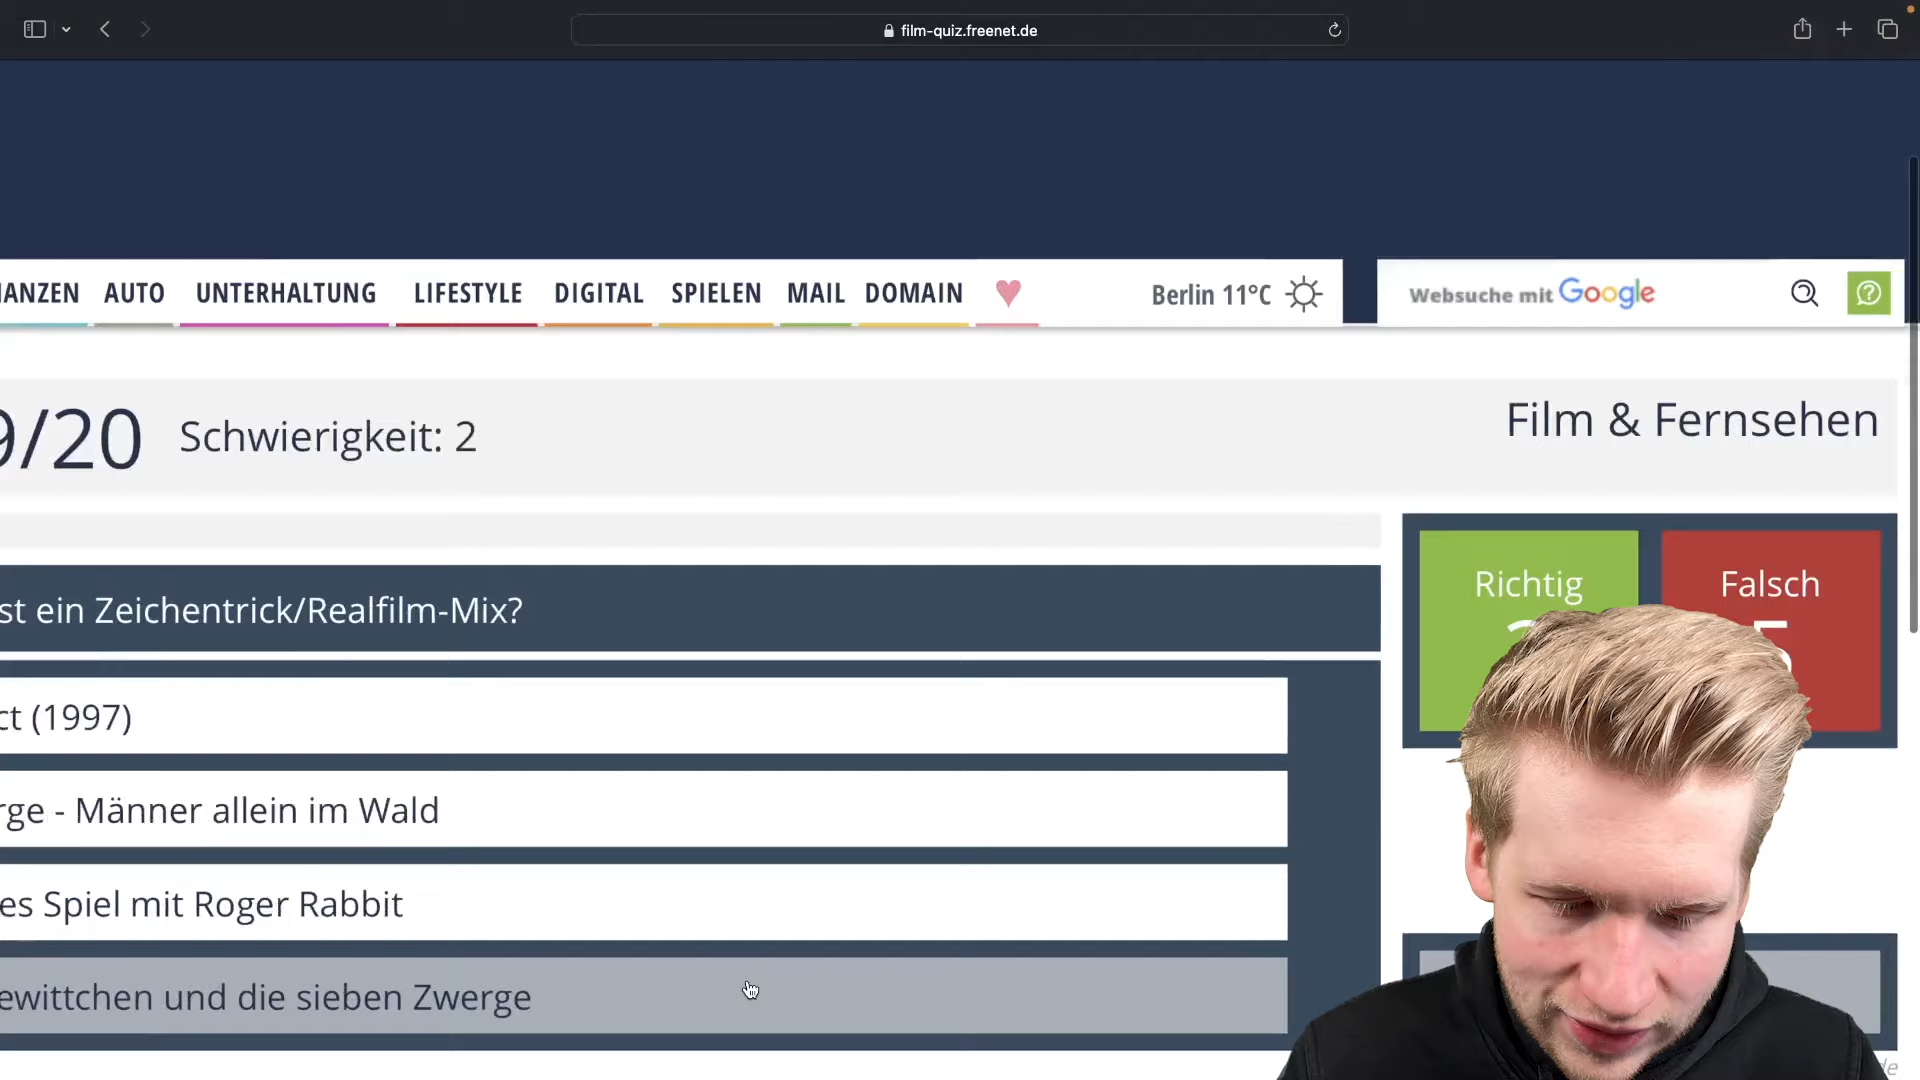 film-quiz.freenet.de
ANZEN AUTO UNTERHALTUNG LIFESTYLE DIGITAL SPIELEN MAIL DOMAIN Berlin 11°C Websuche mit Google
9/20 Schwierigkeit: 2 Film & Fernsehen
st ein Zeichentrick/Realfilm-Mix?
Richtig Falsch
5
ct (1997)
rge - Männer allein im Wald
es Spiel mit Roger Rabbit
ewittchen und die sieben Zwerge
de